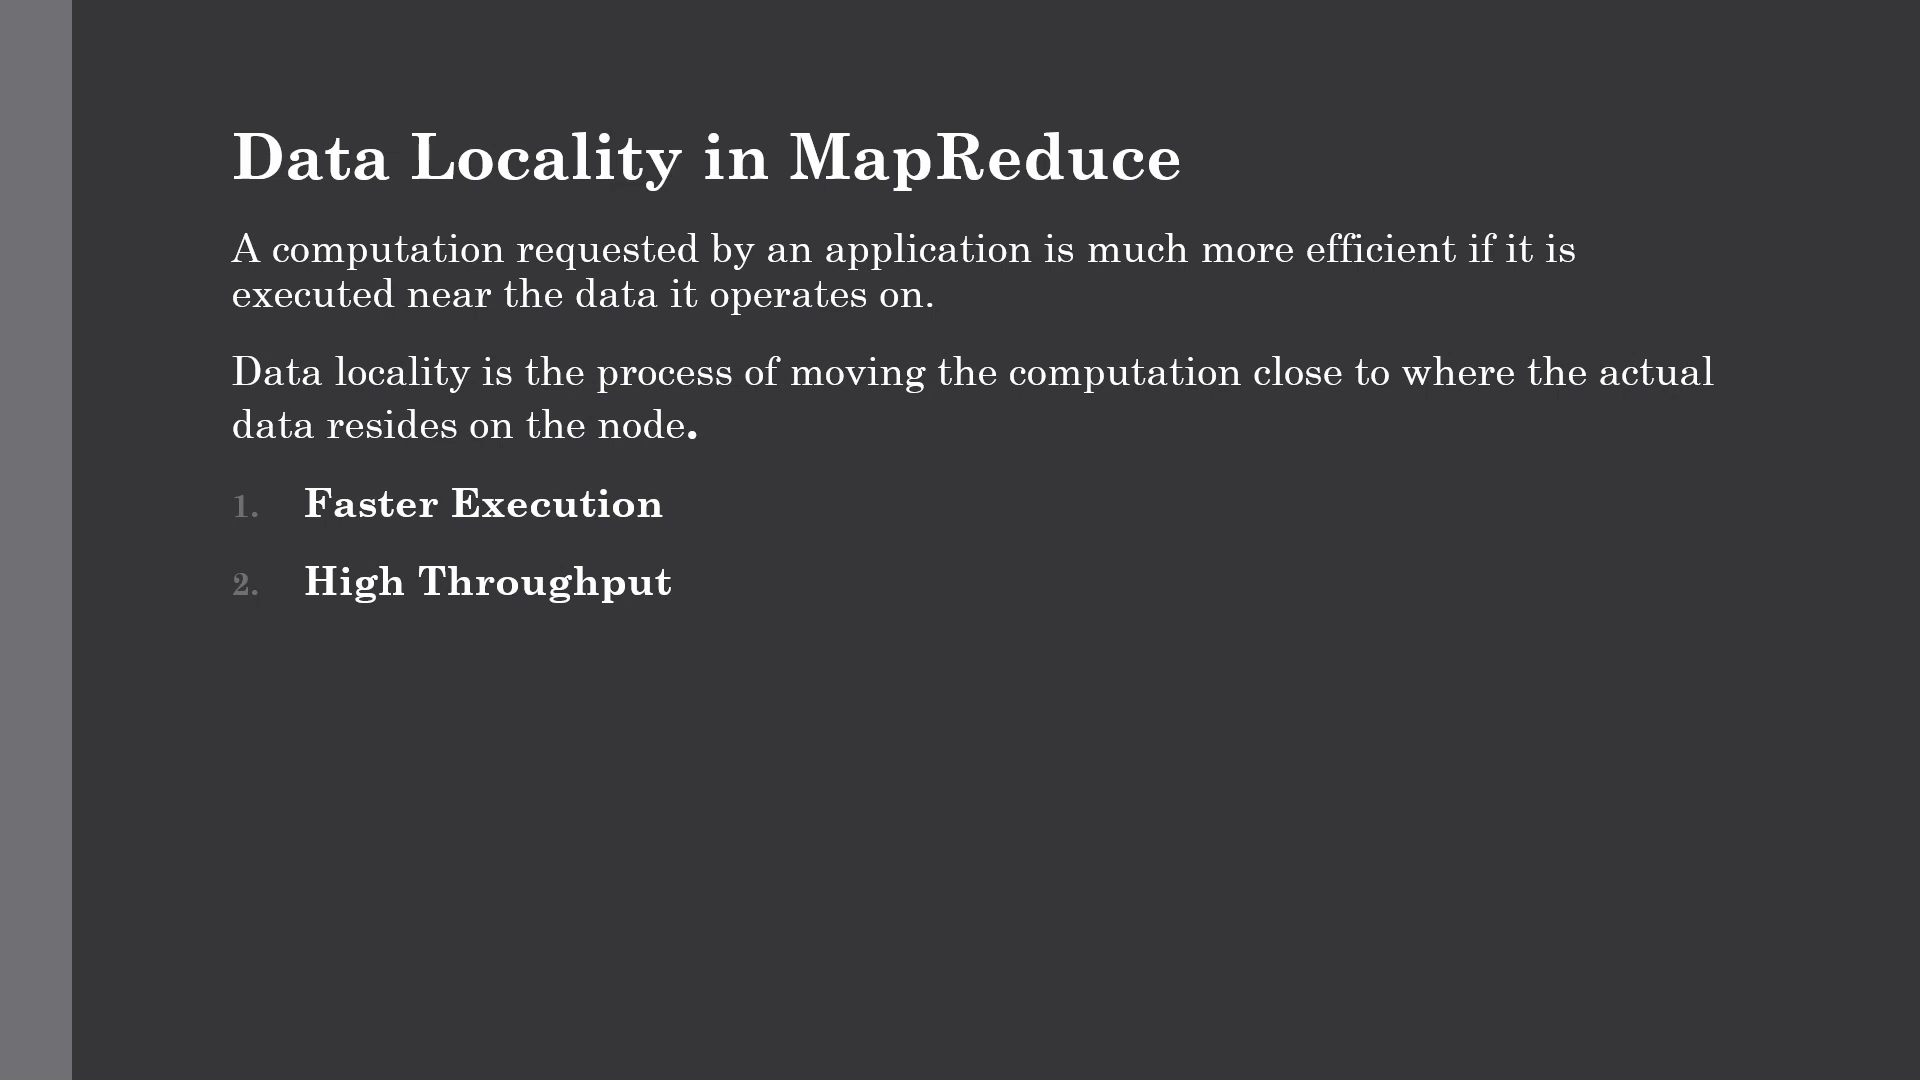 Data Locality in MapReduce
A computation requested by an application is much more efficient if it is
executed near the data it operates on.
Data locality is the process of moving the computation close to where the actual
data resides on the node.
1. Faster Execution
2. High Throughput